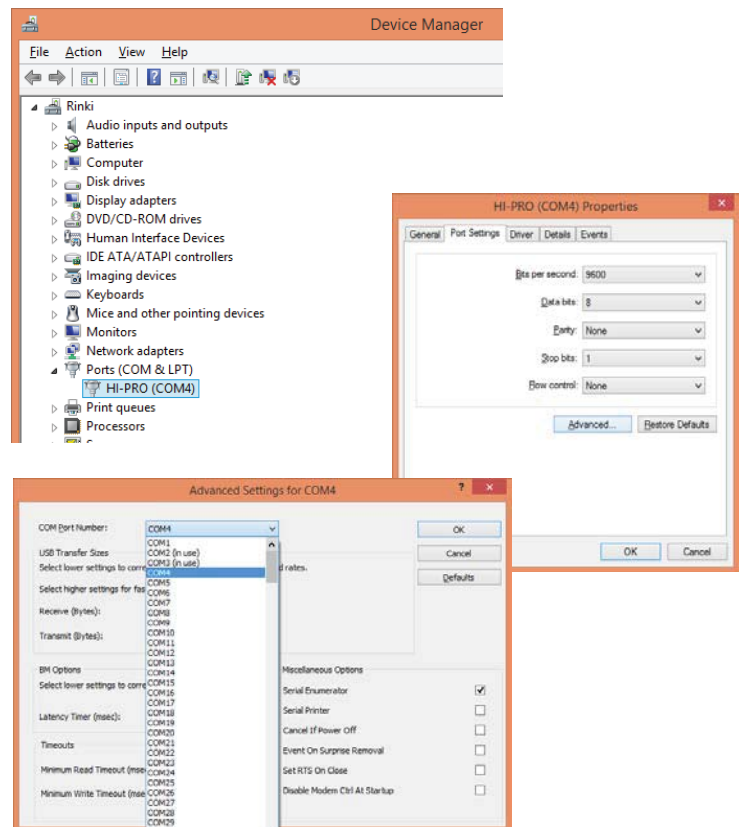 Device Manager
File Action View Help
Rinki
Audio inputs and outputs
Batteries
Computer
Disk drives
Display adapters
DVD/CD-ROM drives
Human Interface Devices
IDE ATA/ATAPI controllers
Imaging devices
Keyboards
Mice and other pointing devices
Monitors
Network adapters
Ports (COM & LPT)
HI-PRO (COM4)
Print queues
Processors
HI-PRO (COM4) Properties
General Port Settings Driver Details Events
Bits per second: 9600
Data bits: 8
Parity: None
Stop bits: 1
Flow control: None
Advanced... Restore Defaults
OK Cancel
Advanced Settings for COM4
COM Port Number: COM4
OK
Cancel
Defaults
COM1
COM2 (in use)
COM3 (in use)
COM4
COM5
COM6
COM7
COM8
COM9
COM10
COM11
COM12
COM13
COM14
COM15
COM16
COM17
COM18
COM19
COM20
COM21
COM22
COM23
COM24
COM25
COM26
COM27
COM28
COM29
USB Transfer Sizes
Select lower settings to corre d rates.
Select higher settings for fas
Receive (Bytes):
Transmit (Bytes):
BM Options
Select lower settings to corre
Latency Timer (msec):
Timeouts
Minimum Read Timeout (mse
Minimum Write Timeout (mse
Miscellaneous Options
Serial Enumerator
Serial Printer
Cancel If Power Off
Event On Surprise Removal
Set RTS On Close
Disable Modem Ctrl At Startup